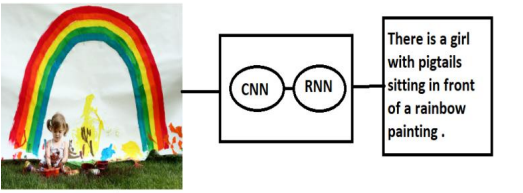 CNN
RNN
There is a girl
with pigtails
sitting in front
of a rainbow
painting .